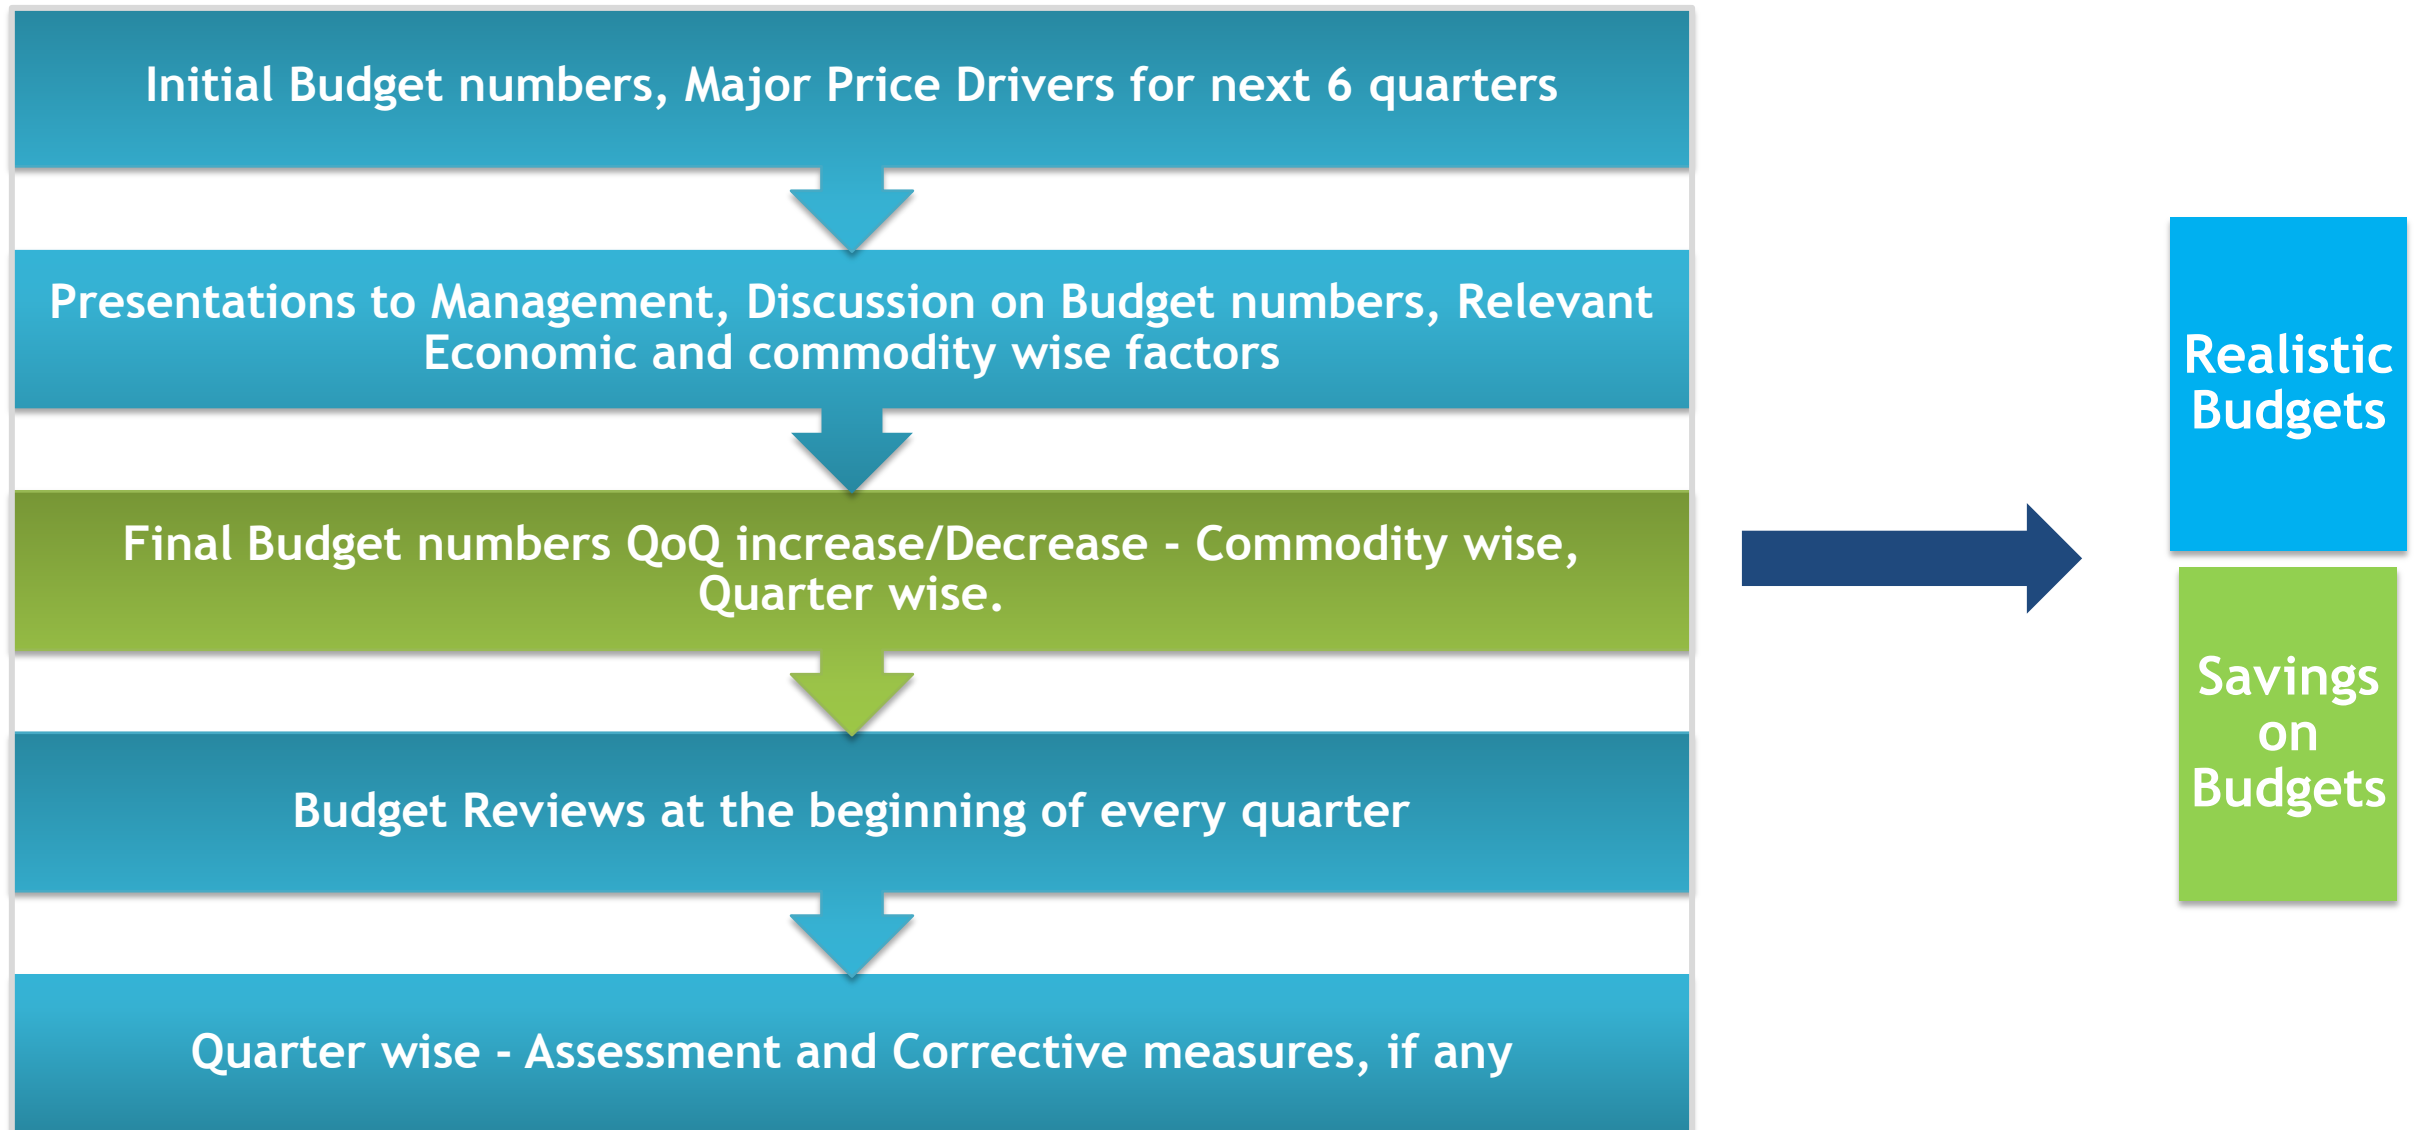 Initial Budget numbers, Major Price Drivers for next 6 quarters
Presentations to Management, Discussion on Budget numbers, Relevant
Economic and commodity wise factors
Final Budget numbers QoQ increase/Decrease - Commodity wise,
Quarter wise.
Budget Reviews at the beginning of every quarter
Quarter wise - Assessment and Corrective measures, if any
Realistic
Budgets
Savings
on
Budgets